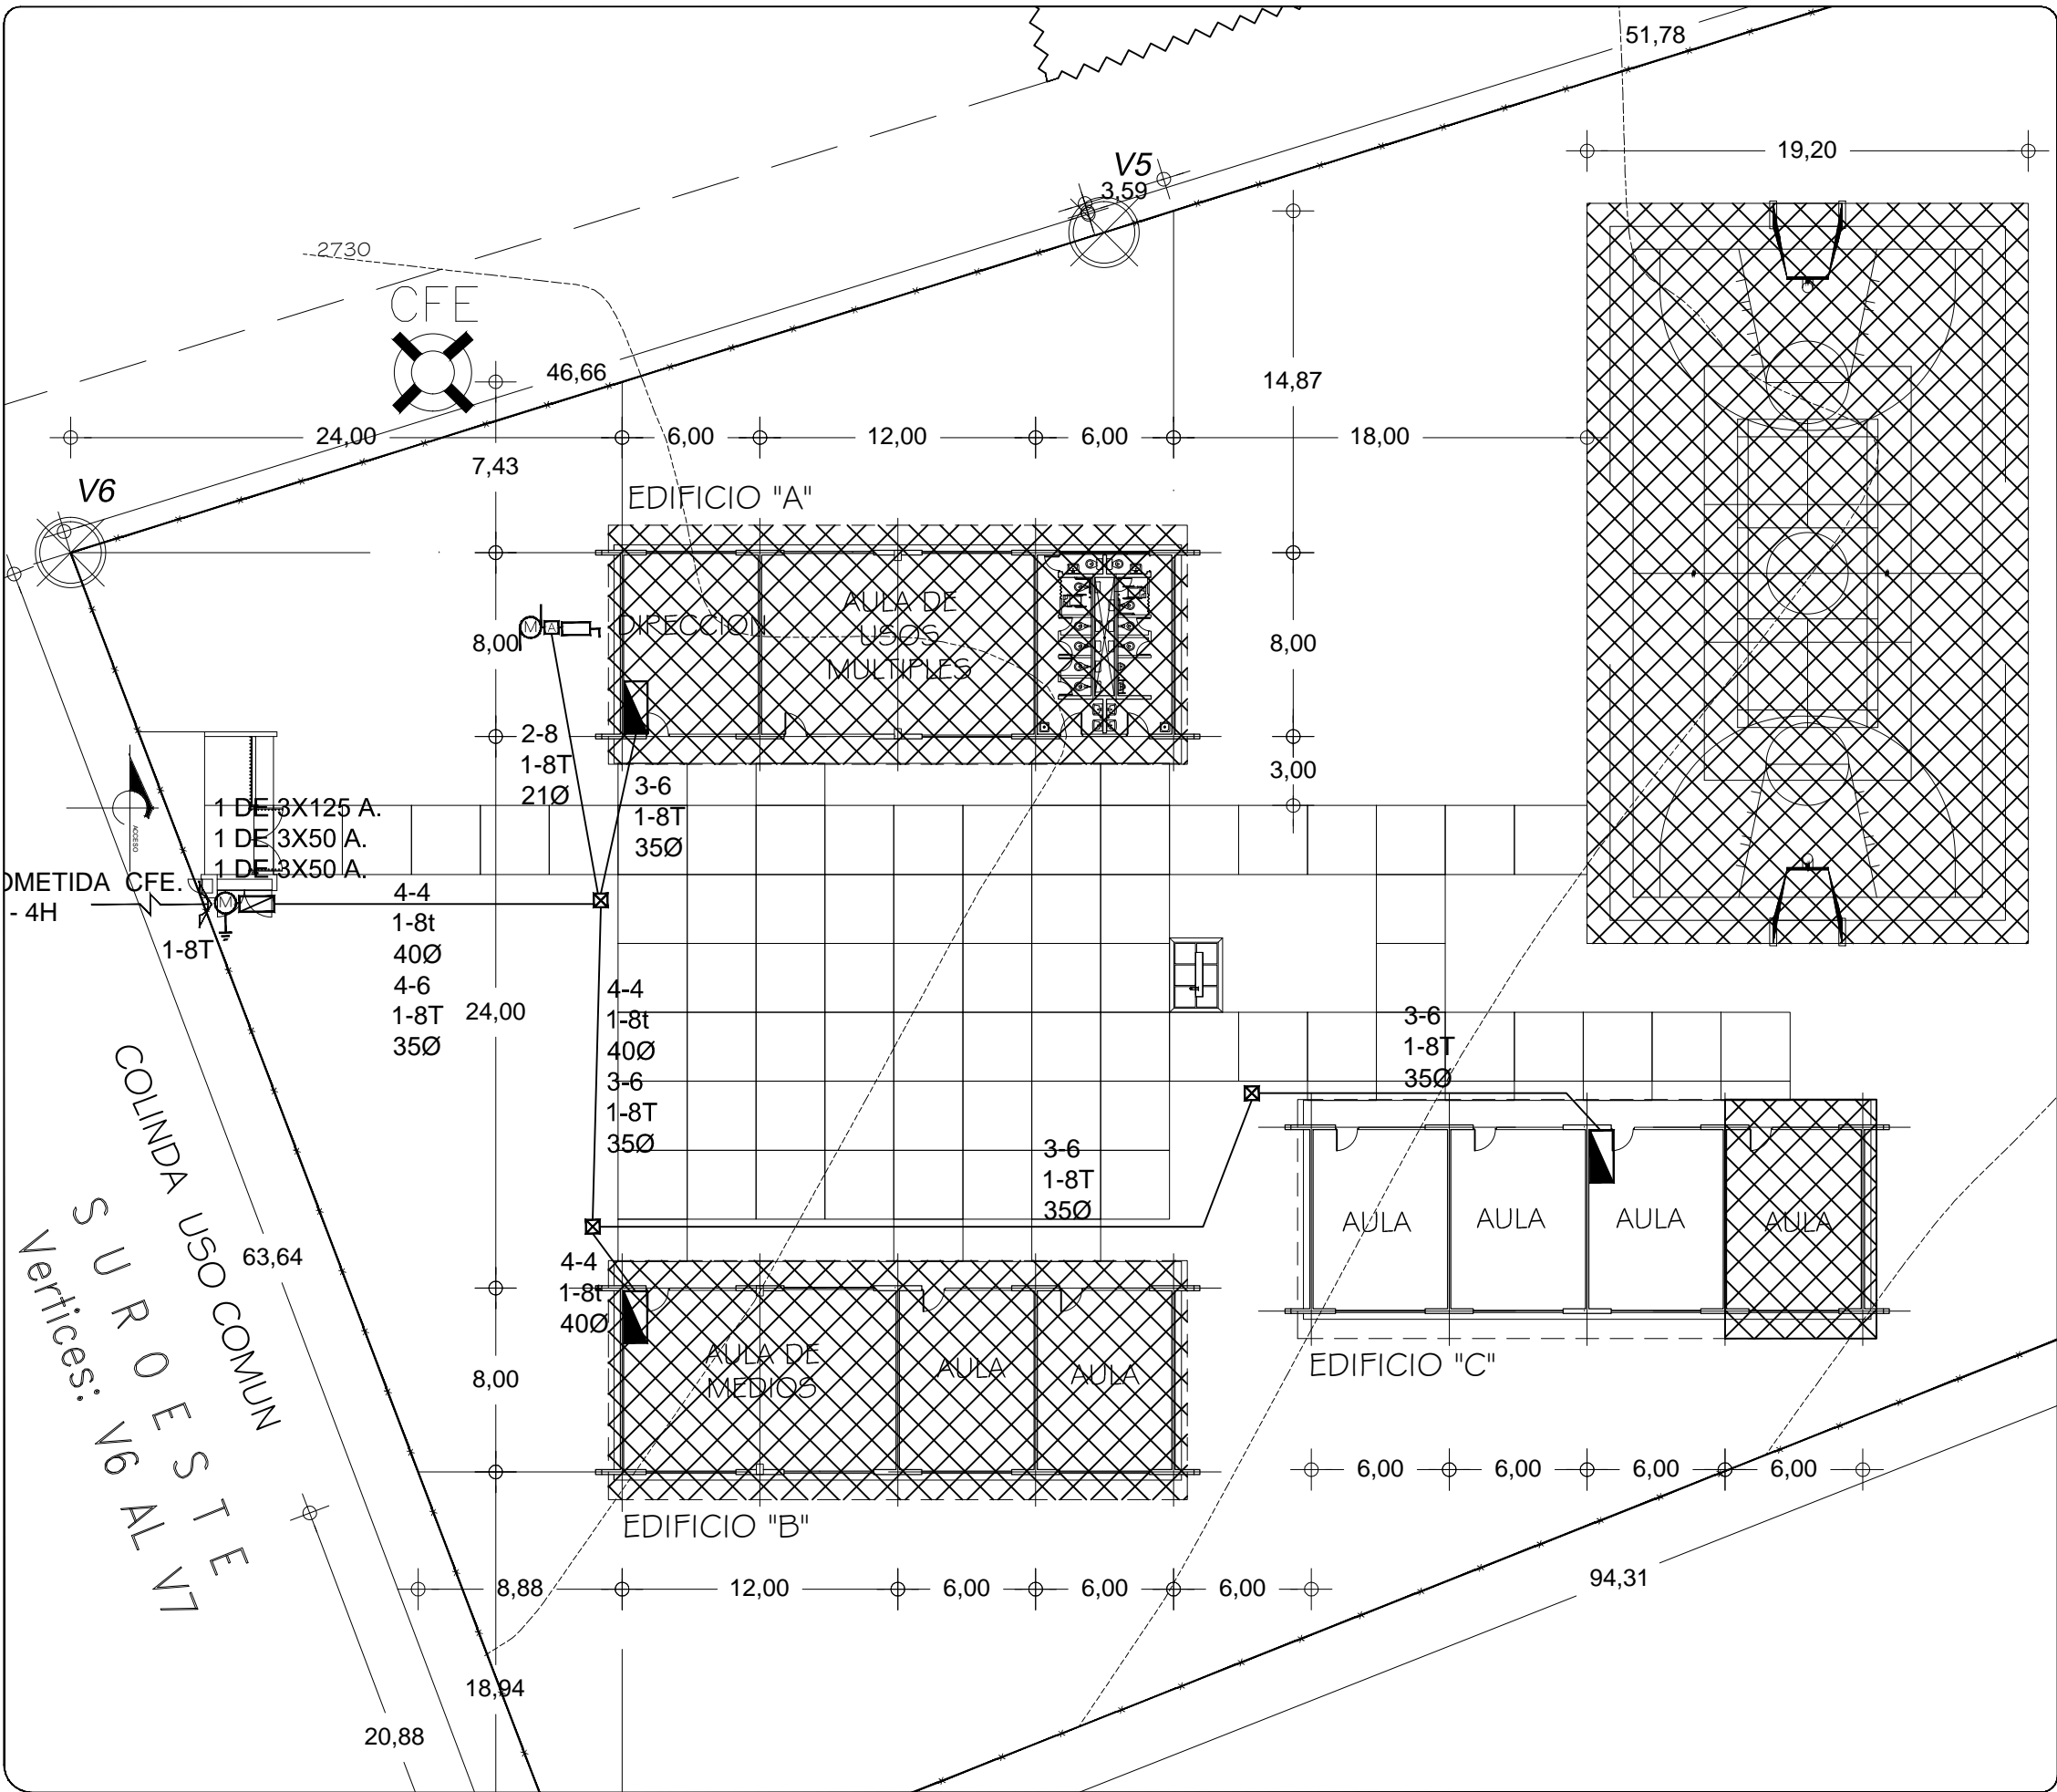 51,78
19,20
V5
3,59
2730
CFE
46,66
14,87
24,00
6,00
12,00
6,00
18,00
7,43
V6
EDIFICIO "A"
AULA DE
USOS
MULTIPLES
8,00
8,00
M
A
2-8
1-8T
21Ø
3-6
1-8T
35Ø
3,00
ACCESO
1 DE 3X125 A.
1 DE 3X50 A.
1 DE 3X50 A.
OMETIDA CFE.
- 4H
M
1-8T
4-4
1-8t
40Ø
4-6
1-8T
35Ø
24,00
4-4
1-8t
40Ø
3-6
1-8T
35Ø
3-6
1-8T
35Ø
3-6
1-8T
35Ø
COLINDA USO COMUN
SUROESTE
Vertices: V6 AL V7
63,64
AULA
AULA
AULA
AULA
EDIFICIO "C"
4-4
1-8t
40Ø
AULA DE
MEDIOS
AULA
AULA
8,00
EDIFICIO "B"
6,00
6,00
6,00
6,00
8,88
12,00
6,00
6,00
6,00
94,31
18,94
20,88